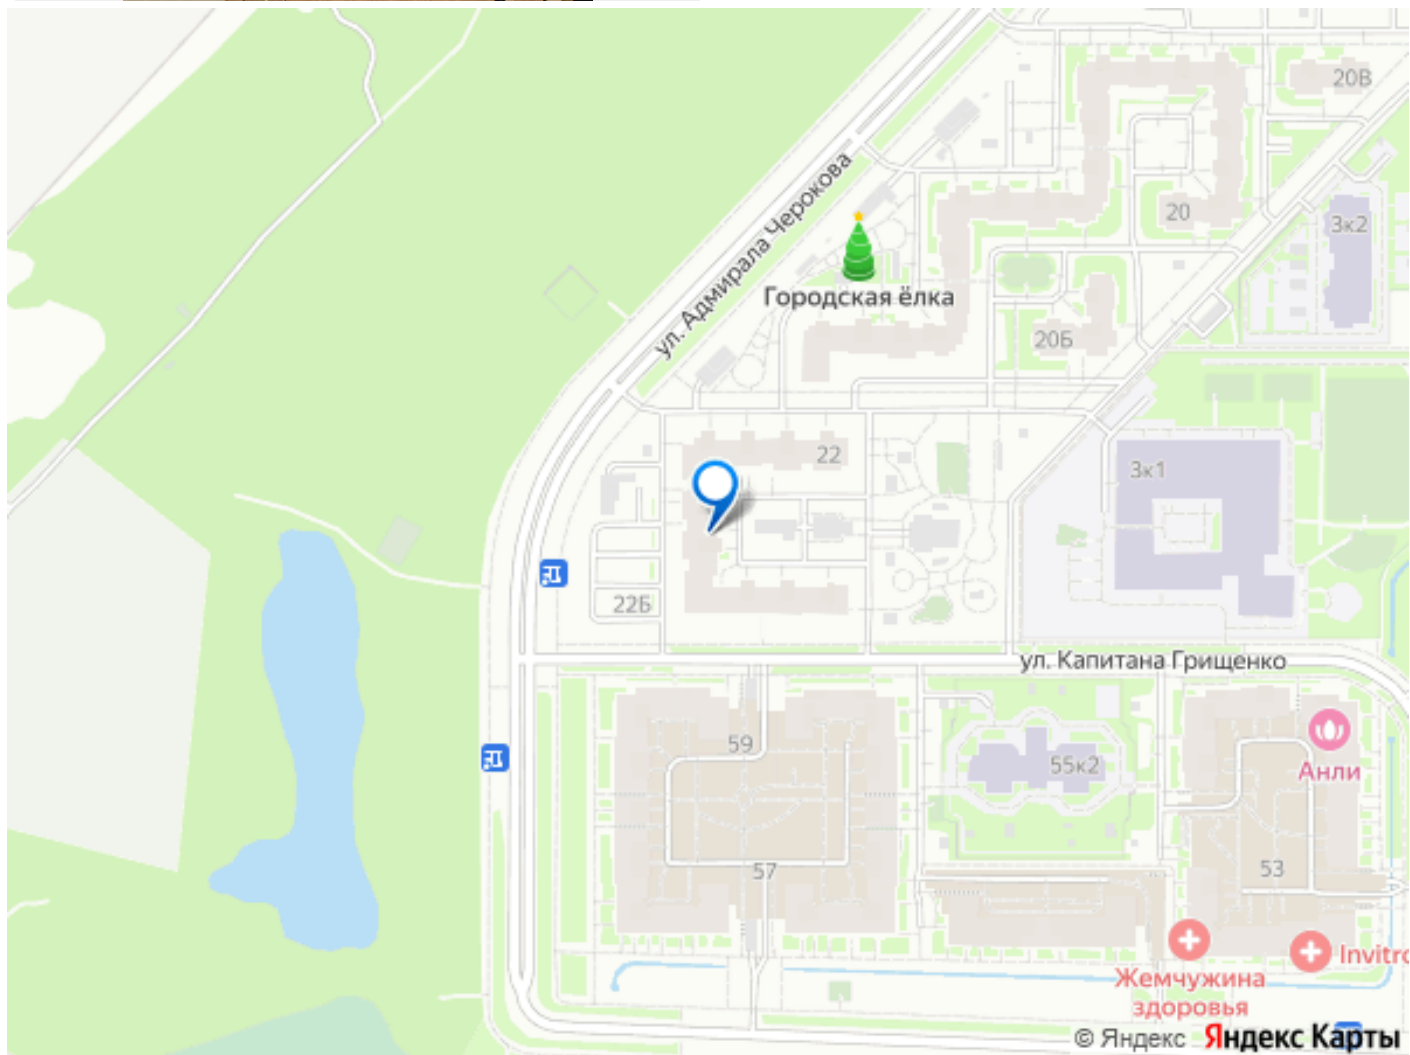 20В
ул. Адмирала Черокова
20
3к2
Городская ёлка
20Б
22
3к1
22Б
ул. Капитана Грищенко
59
55к2
Анли
57
53
Invitro
Жемчужина
здоровья
© Яндекс Яндекс Карты